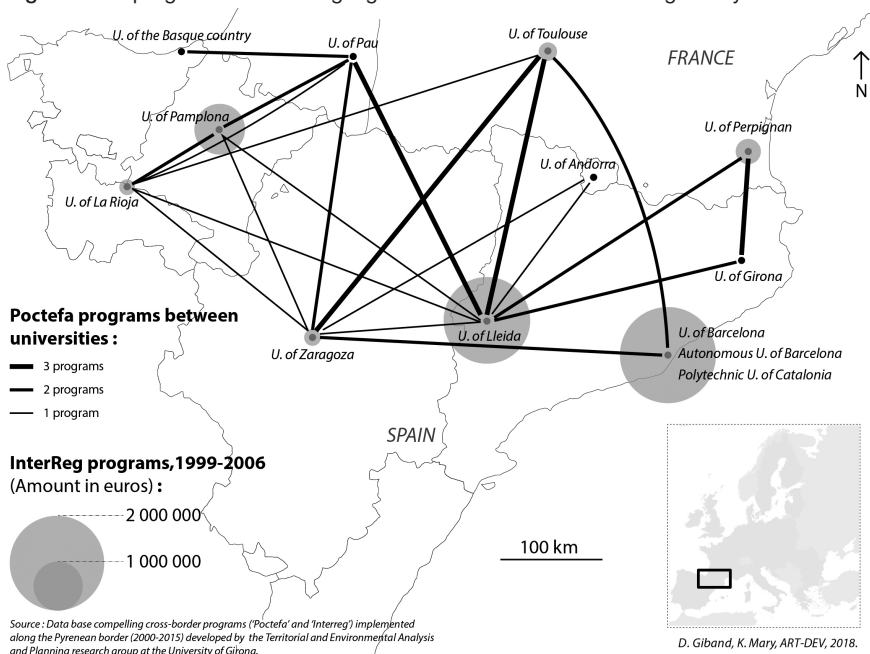 U. of the Basque country
U. of Pau
U. of Toulouse
FRANCE
N
U. of Pamplona
U. of Perpignan
U. of Andorra
U. of La Rioja
U. of Girona
Poctefa programs between
universities :
3 programs
2 programs
1 program
U. of Zaragoza
U. of Lleida
U. of Barcelona
Autonomous U. of Barcelona
Polytechnic U. of Catalonia
SPAIN
InterReg programs,1999-2006
(Amount in euros) :
2 000 000
1 000 000
100 km
Source : Data base compelling cross-border programs ('Poctefa' and 'Interreg') implemented
along the Pyrenean border (2000-2015) developed by the Territorial and Environmental Analysis
and Planning research group at the University of Girona.
D. Giband, K. Mary, ART-DEV, 2018.